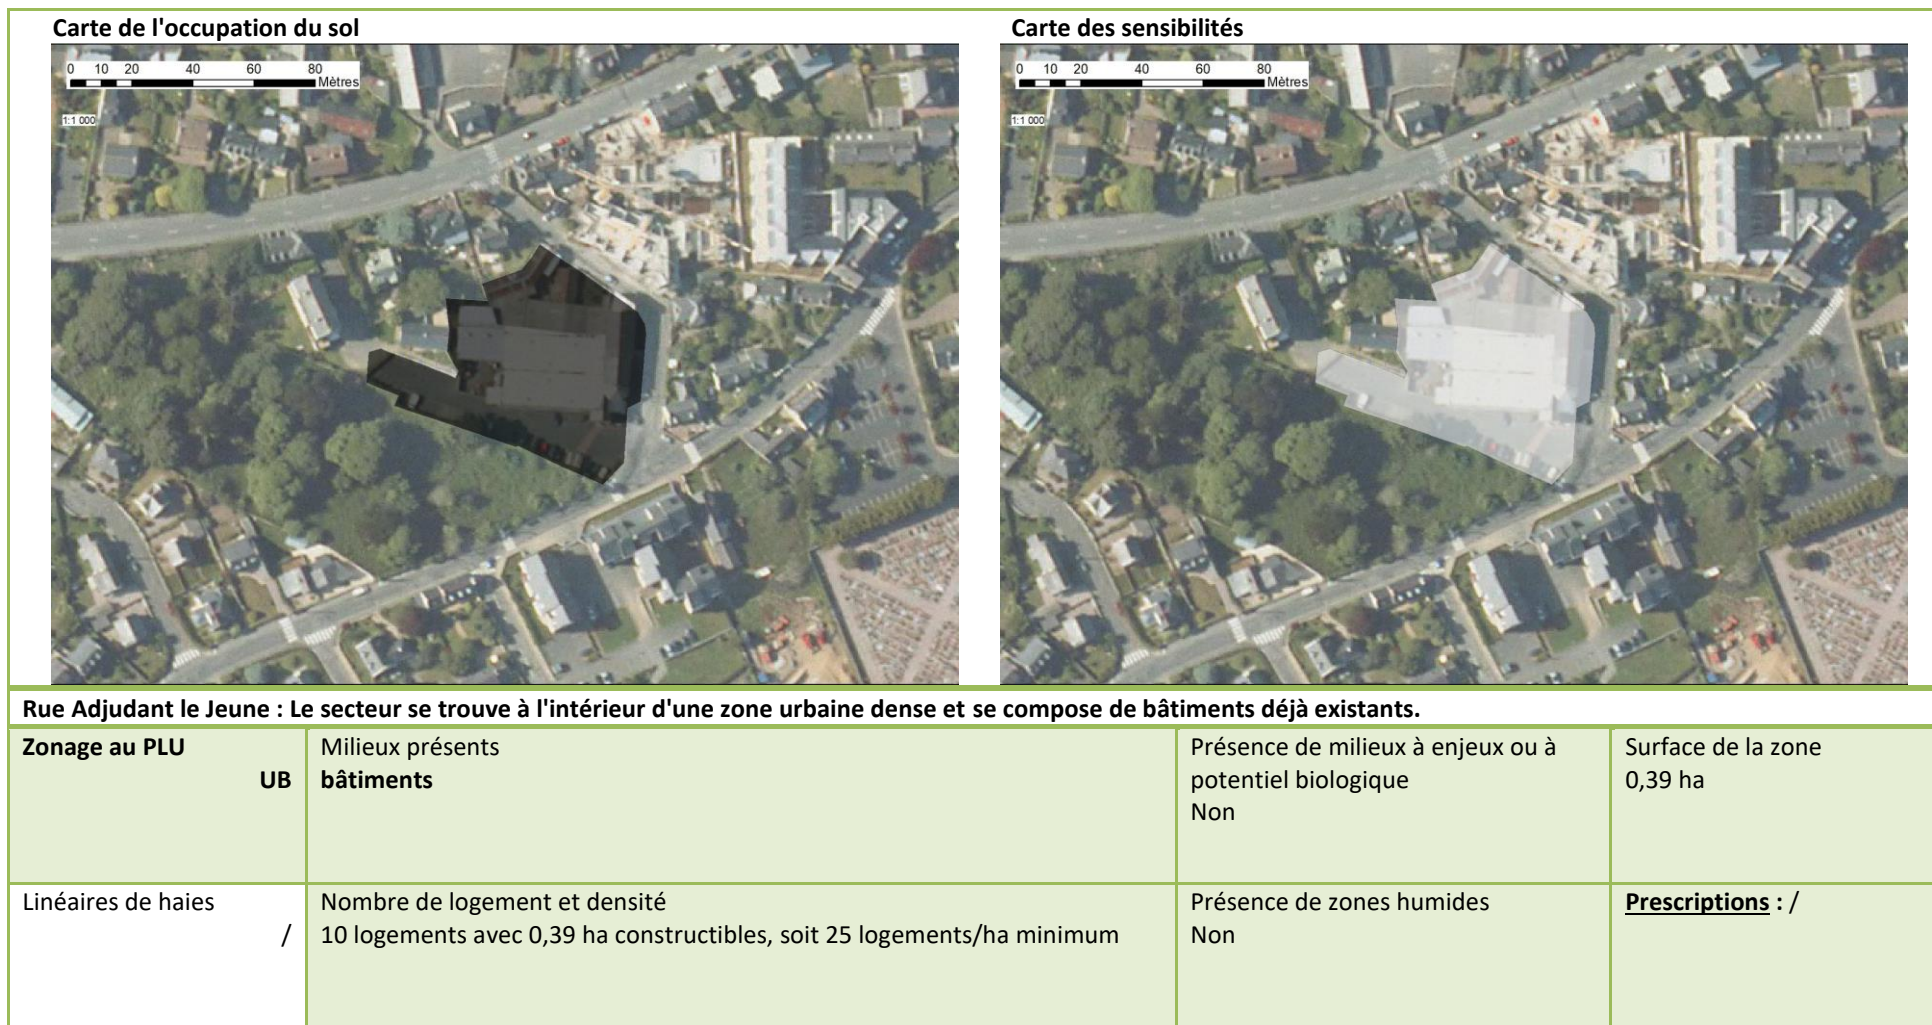 Carte de l'occupation du sol
Carte des sensibilités
0 10 20 40 60 80
Mètres
1:1 000
0 10 20 40 60 80
Mètres
1:1 000
Rue Adjudant le Jeune : Le secteur se trouve à l'intérieur d'une zone urbaine dense et se compose de bâtiments déjà existants.
Zonage au PLU
UB
Milieux présents
bâtiments
Présence de milieux à enjeux ou à
potentiel biologique
Non
Surface de la zone
0,39 ha
Linéaires de haies
/
Nombre de logement et densité
10 logements avec 0,39 ha constructibles, soit 25 logements/ha minimum
Présence de zones humides
Non
Prescriptions : /